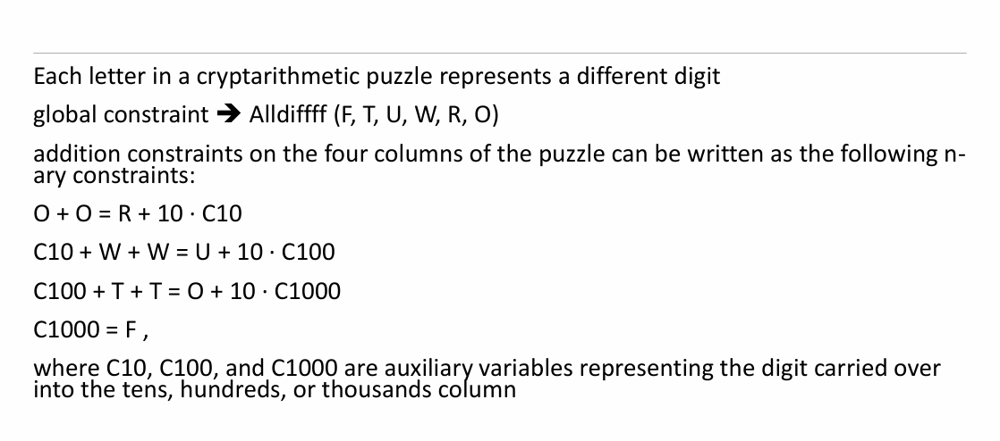 Each letter in a cryptarithmetic puzzle represents a different digit
global constraint ➔ Alldiffff (F, T, U, W, R, O)
addition constraints on the four columns of the puzzle can be written as the following n-
ary constraints:
O + O = R + 10 · C10
C10 + W + W = U + 10 · C100
C100 + T + T = O + 10 · C1000
C1000 = F ,
where C10, C100, and C1000 are auxiliary variables representing the digit carried over
into the tens, hundreds, or thousands column